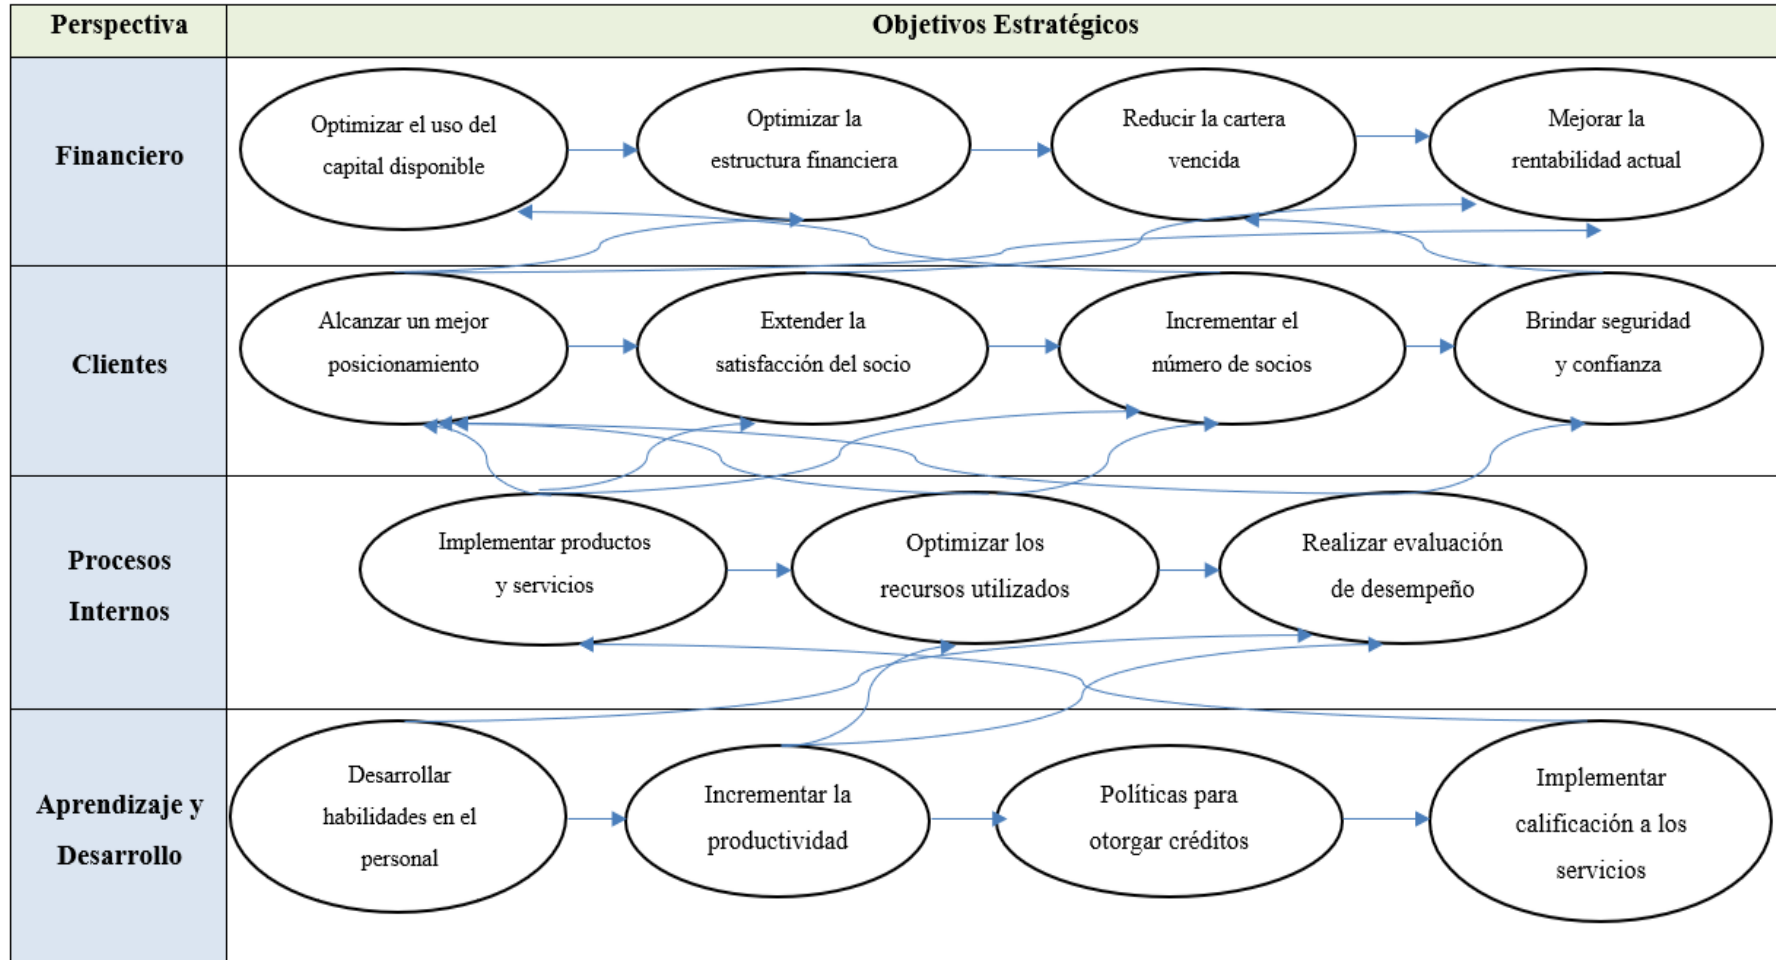 Perspectiva
Objetivos Estratégicos
Financiero
Optimizar el uso del
capital disponible
Optimizar la
estructura financiera
Reducir la cartera
vencida
Mejorar la
rentabilidad actual
Clientes
Alcanzar un mejor
posicionamiento
Extender la
satisfacción del socio
Incrementar el
número de socios
Brindar seguridad
y confianza
Procesos
Internos
Implementar productos
y servicios
Optimizar los
recursos utilizados
Realizar evaluación
de desempeño
Aprendizaje y
Desarrollo
Desarrollar
habilidades en el
personal
Incrementar la
productividad
Políticas para
otorgar créditos
Implementar
calificación a los
servicios